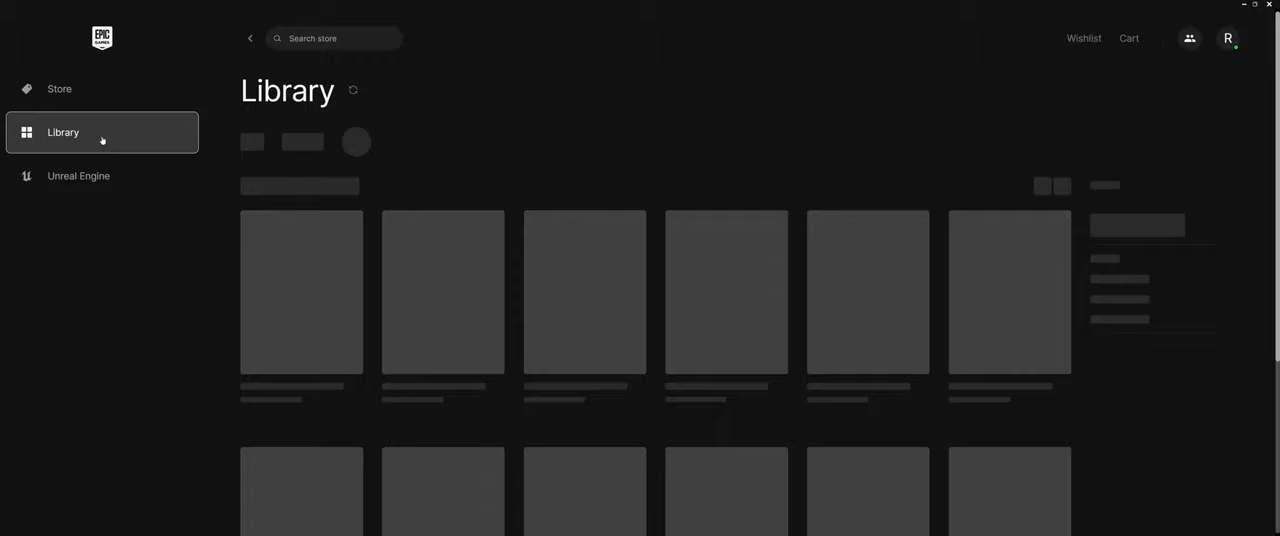 EPIC
GAMES
Search store
Wishlist
Cart
R
Store
Library
Library
Unreal Engine